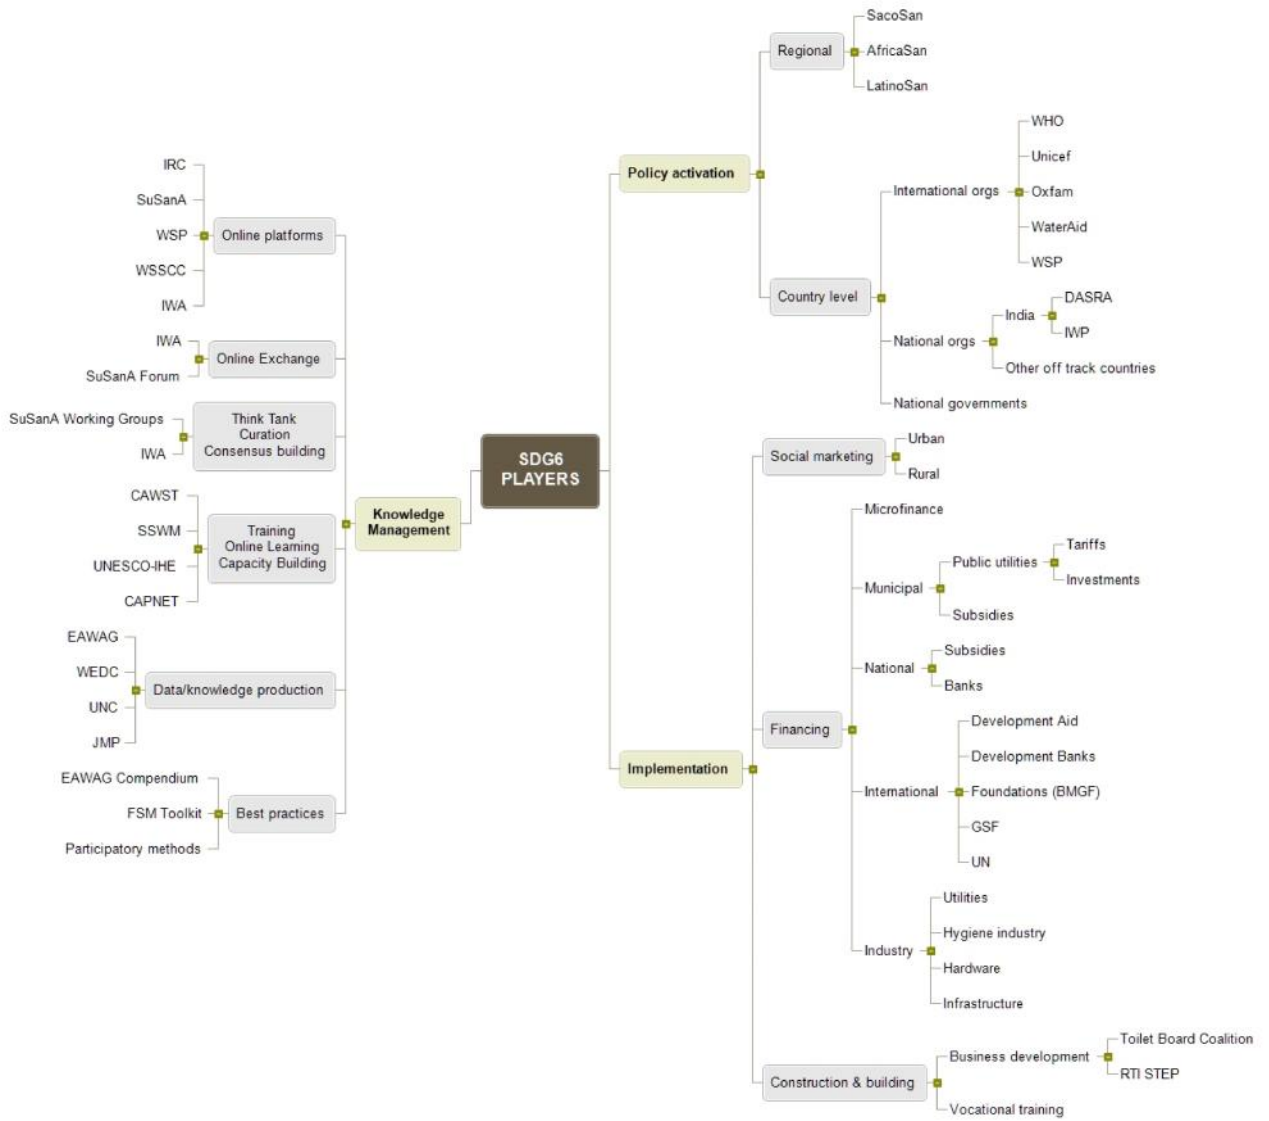 SDG6
PLAYERS
Policy activation
Regional
SacoSan
AfricaSan
LatinoSan
Country level
International orgs
WHO
Unicef
Oxfam
WaterAid
WSP
National orgs
India
DASRA
IWP
Other off track countries
National governments
Implementation
Social marketing
Urban
Rural
Financing
Microfinance
Municipal
Public utilities
Tariffs
Investments
Subsidies
National
Subsidies
Banks
International
Development Aid
Development Banks
Foundations (BMGF)
GSF
UN
Industry
Utilities
Hygiene industry
Hardware
Infrastructure
Construction & building
Business development
Toilet Board Coalition
RTI STEP
Vocational training
Knowledge
Management
Online platforms
IRC
SuSanA
WSP
WSSCC
IWA
Online Exchange
IWA
SuSanA Forum
Think Tank
Curation
Consensus building
SuSanA Working Groups
IWA
Training
Online Learning
Capacity Building
CAWST
SSWM
UNESCO-IHE
CAPNET
Data/knowledge production
EAWAG
WEDC
UNC
JMP
Best practices
EAWAG Compendium
FSM Toolkit
Participatory methods